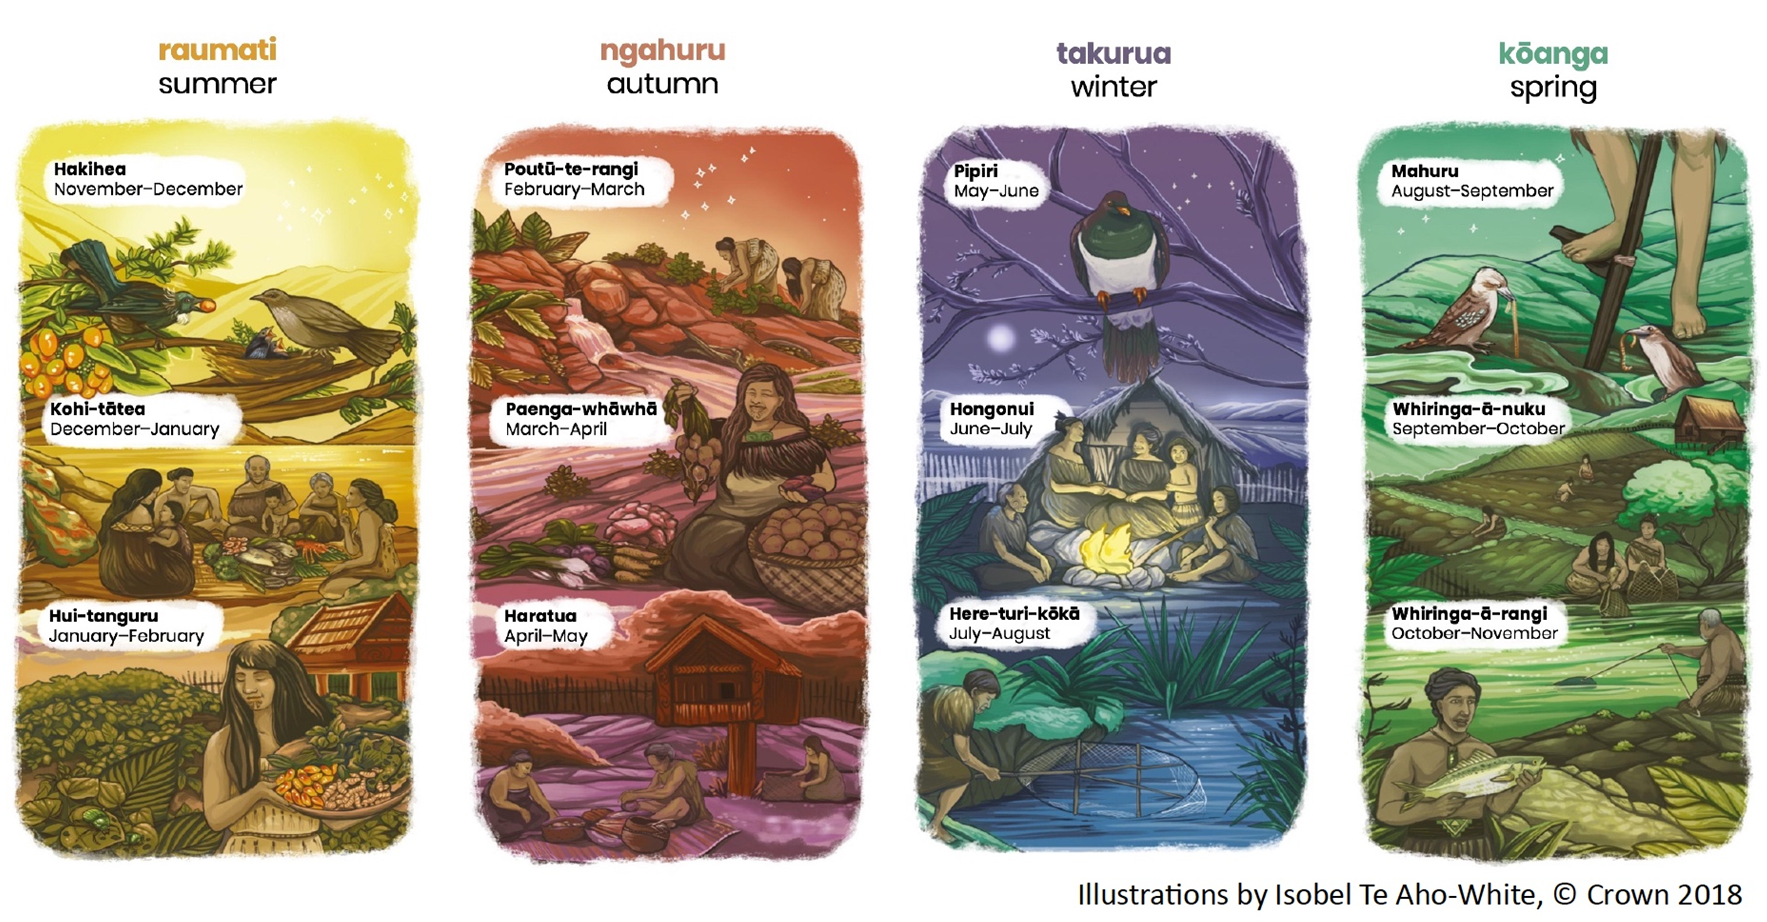 raumati
summer
Hakihea
November–December
Kohi-tātea
December–January
Hui-tanguru
January–February
ngahuru
autumn
Poutū-te-rangi
February–March
Paenga-whāwhā
March–April
Haratua
April–May
takurua
winter
Pipiri
May–June
Hongonui
June–July
Here-turi-kōkā
July–August
kōanga
spring
Mahuru
August–September
Whiringa-ā-nuku
September–October
Whiringa-ā-rangi
October–November
Illustrations by Isobel Te Aho-White, © Crown 2018